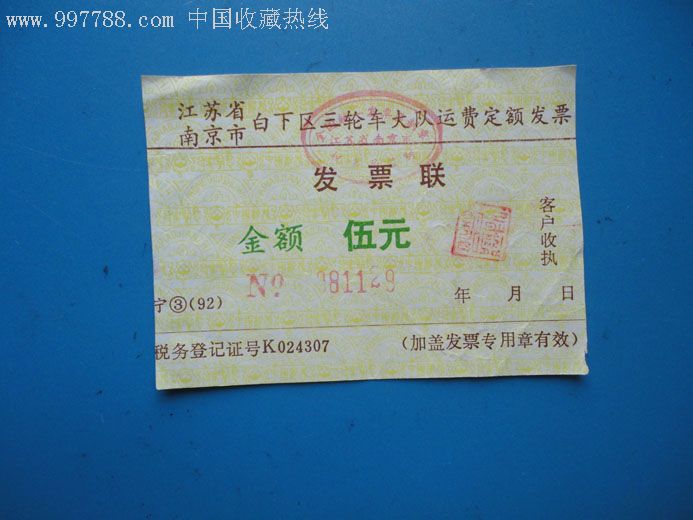 www.997788.com 中国收藏热线
江苏省
南京市
白下区三轮车大队运费定额发票
发票联
金额 伍元
客户收执
No 981149
宁③(92)
年 月 日
税务登记证号K024307
(加盖发票专用章有效)